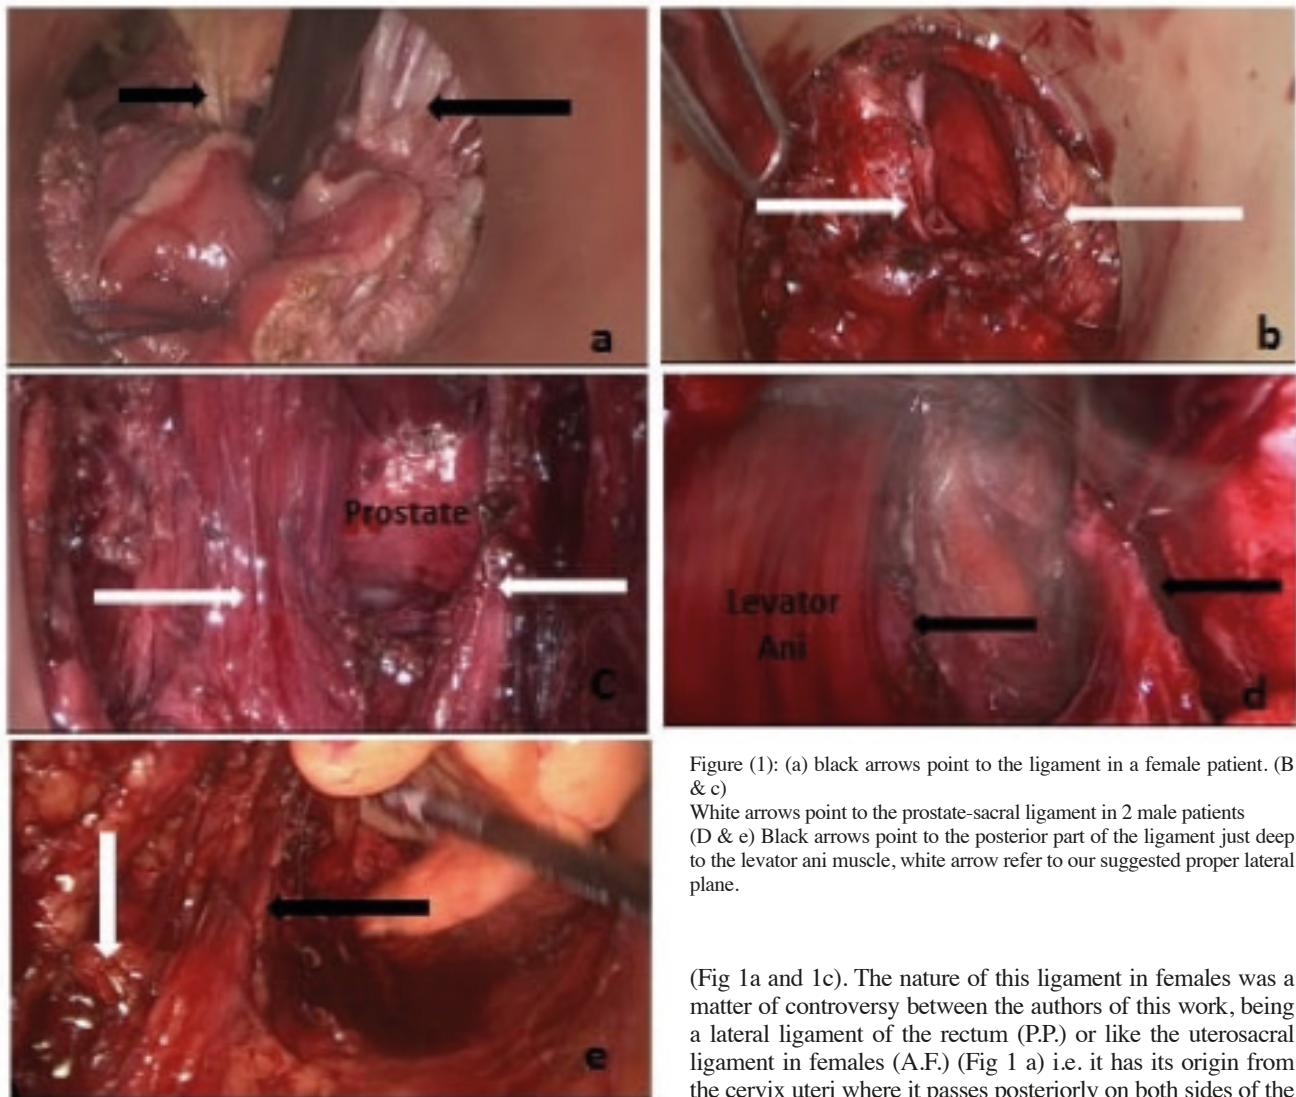 a
b
Prostate
C
Levator
Ani
d
e
Figure (1): (a) black arrows point to the ligament in a female patient. (B
& c)
White arrows point to the prostate-sacral ligament in 2 male patients
(D & e) Black arrows point to the posterior part of the ligament just deep
to the levator ani muscle, white arrow refer to our suggested proper lateral
plane.
(Fig 1a and 1c). The nature of this ligament in females was a
matter of controversy between the authors of this work, being
a lateral ligament of the rectum (P.P.) or like the uterosacral
ligament in females (A.F.) (Fig 1 a) i.e. it has its origin from
the cervix uteri where it passes posteriorly on both sides of the